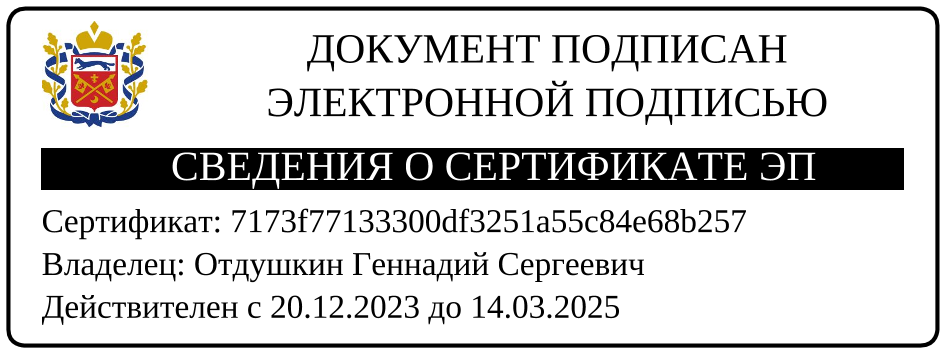 ДОКУМЕНТ ПОДПИСАН
ЭЛЕКТРОННОЙ ПОДПИСЬЮ
СВЕДЕНИЯ О СЕРТИФИКАТЕ ЭП
Сертификат: 7173f77133300df3251a55c84e68b257
Владелец: Отдушкин Геннадий Сергеевич
Действителен с 20.12.2023 до 14.03.2025